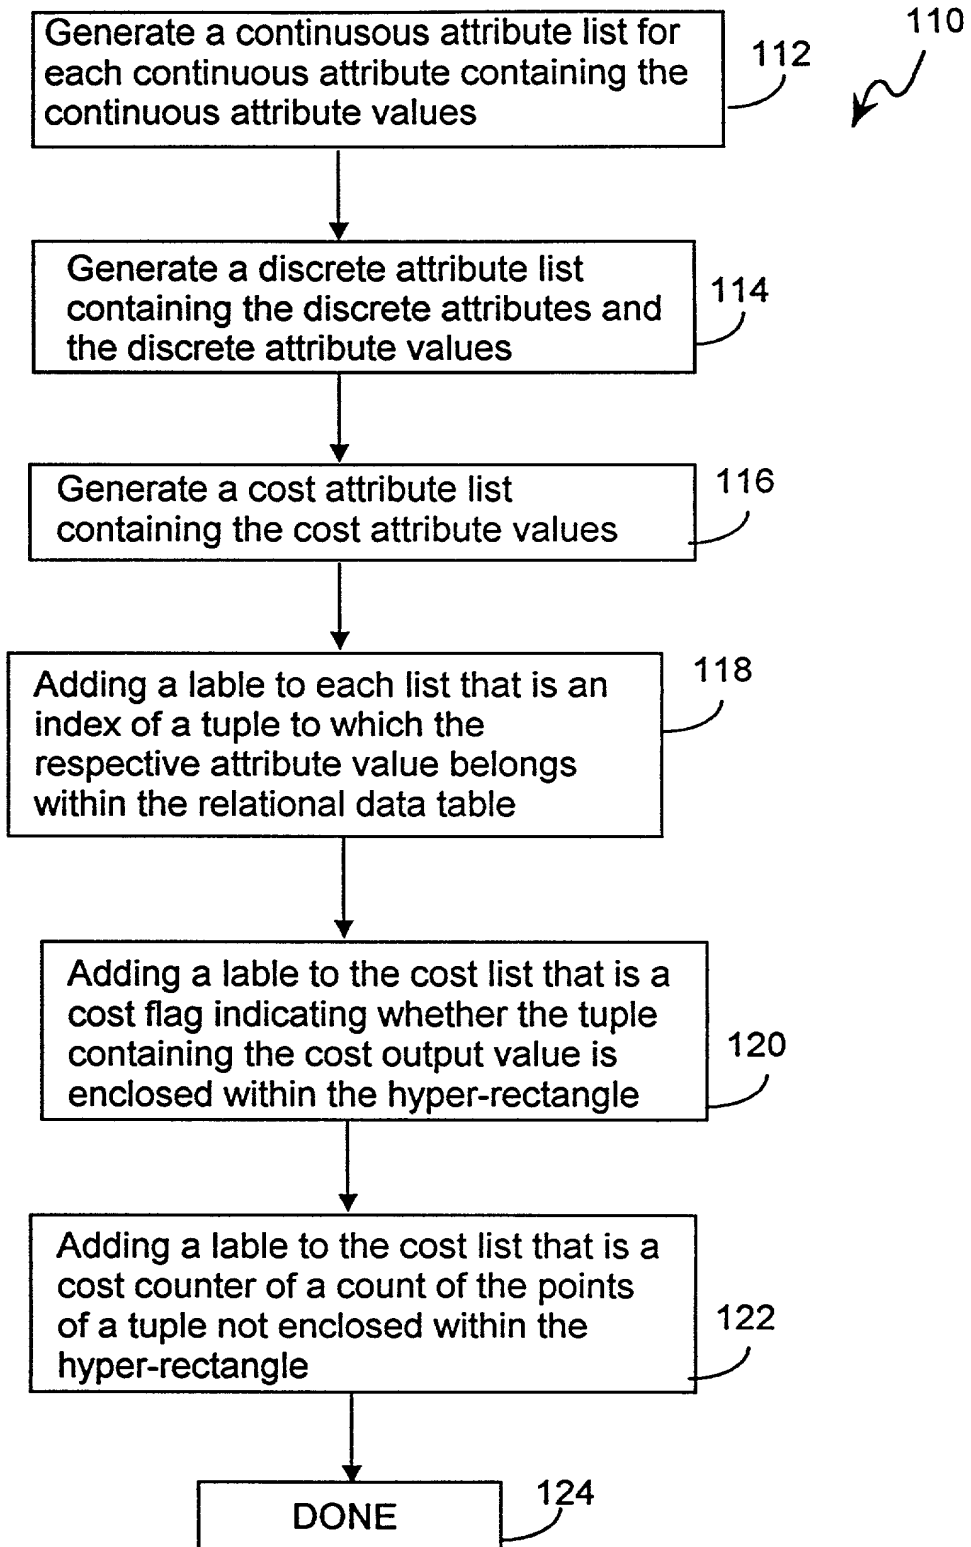 110
Generate a continusous attribute list for
each continuous attribute containing the
continuous attribute values
112
Generate a discrete attribute list
containing the discrete attributes and
the discrete attribute values
114
Generate a cost attribute list
containing the cost attribute values
116
Adding a lable to each list that is an
index of a tuple to which the
respective attribute value belongs
within the relational data table
118
Adding a lable to the cost list that is a
cost flag indicating whether the tuple
containing the cost output value is
enclosed within the hyper-rectangle
120
Adding a lable to the cost list that is a
cost counter of a count of the points
of a tuple not enclosed within the
hyper-rectangle
122
DONE
124